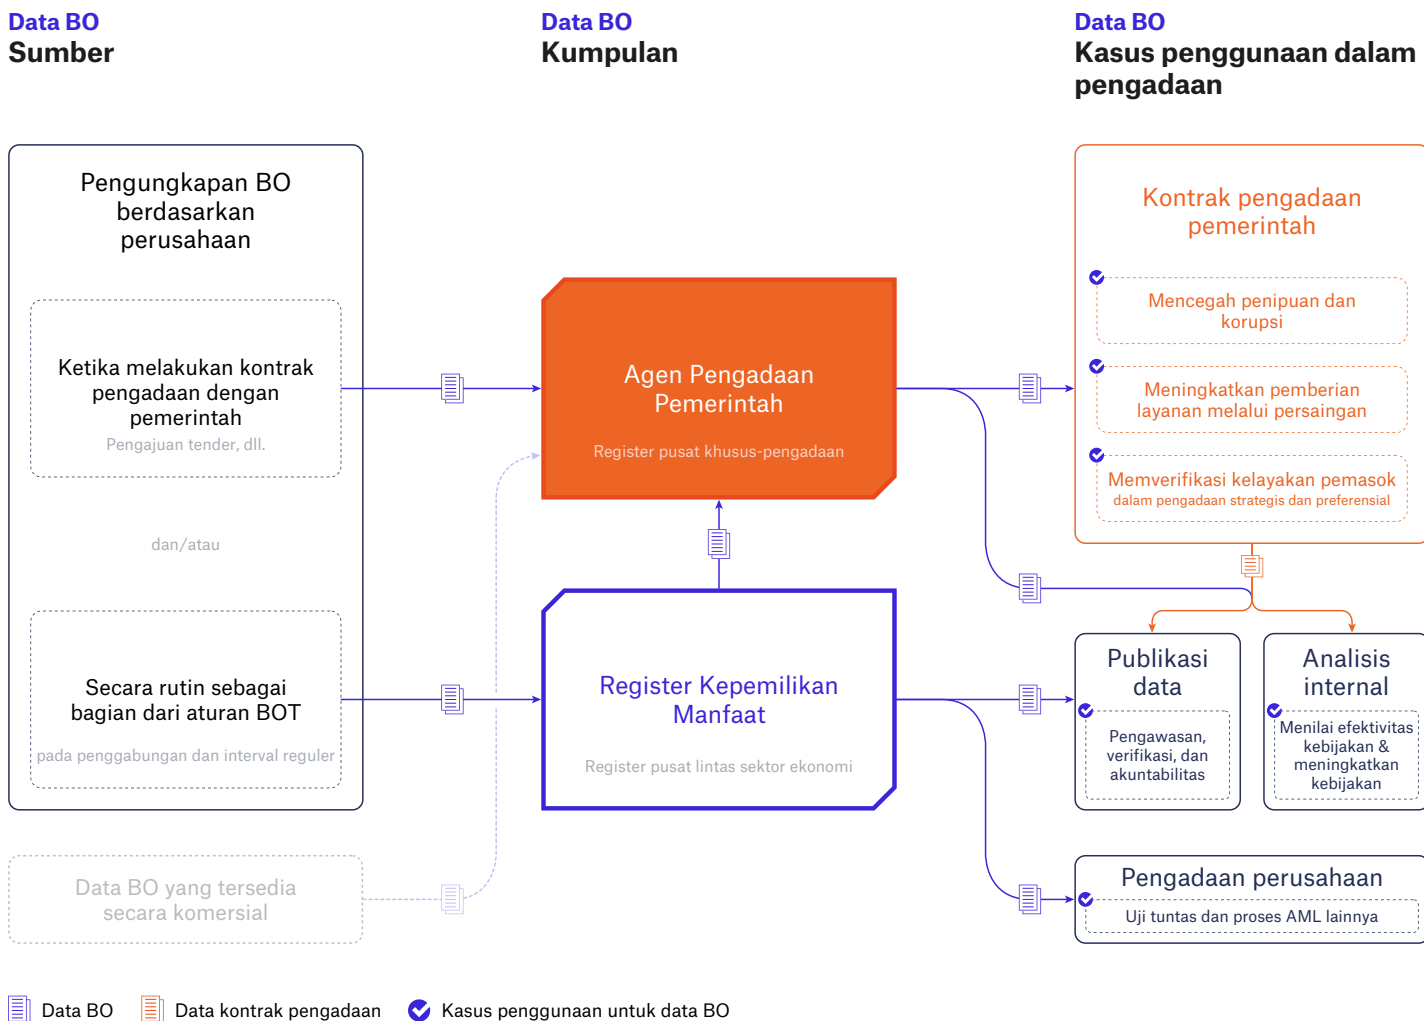 Data BO
Sumber
Data BO
Kumpulan
Data BO
Kasus penggunaan dalam
pengadaan
Pengungkapan BO
berdasarkan
perusahaan
Ketika melakukan kontrak
pengadaan dengan
pemerintah
Pengajuan tender, dll.
dan/atau
Secara rutin sebagai
bagian dari aturan BOT
pada penggabungan dan interval reguler
Data BO yang tersedia
secara komersial
Agen Pengadaan
Pemerintah
Register pusat khusus-pengadaan
Register Kepemilikan
Manfaat
Register pusat lintas sektor ekonomi
Kontrak pengadaan
pemerintah
Mencegah penipuan dan
korupsi
Meningkatkan pemberian
layanan melalui persaingan
Memverifikasi kelayakan pemasok
dalam pengadaan strategis dan preferensial
Publikasi
data
Pengawasan,
verifikasi, dan
akuntabilitas
Analisis
internal
Menilai efektivitas
kebijakan &
meningkatkan
kebijakan
Pengadaan perusahaan
Uji tuntas dan proses AML lainnya
Data BO
Data kontrak pengadaan
Kasus penggunaan untuk data BO